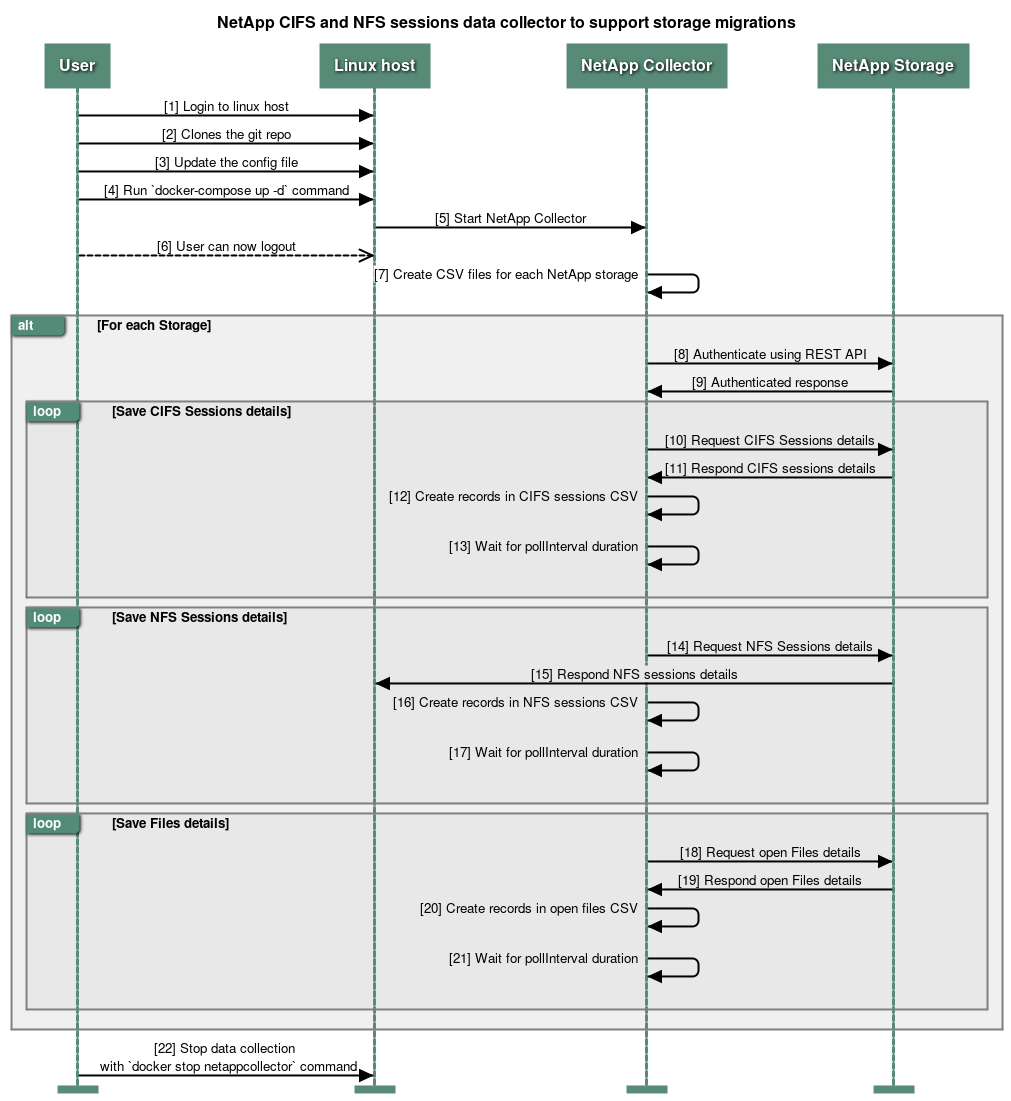 NetApp CIFS and NFS sessions data collector to support storage migrations
User
Linux host
NetApp Collector
NetApp Storage
[1] Login to linux host
[2] Clones the git repo
[3] Update the config file
[4] Run `docker-compose up -d` command
[5] Start NetApp Collector
[6] User can now logout
[7] Create CSV files for each NetApp storage
alt
[For each Storage]
[8] Authenticate using REST API
[9] Authenticated response
loop
[Save CIFS Sessions details]
[10] Request CIFS Sessions details
[11] Respond CIFS sessions details
[12] Create records in CIFS sessions CSV
[13] Wait for pollInterval duration
loop
[Save NFS Sessions details]
[14] Request NFS Sessions details
[15] Respond NFS sessions details
[16] Create records in NFS sessions CSV
[17] Wait for pollInterval duration
loop
[Save Files details]
[18] Request open Files details
[19] Respond open Files details
[20] Create records in open files CSV
[21] Wait for pollInterval duration
[22] Stop data collection
with `docker stop netappcollector` command